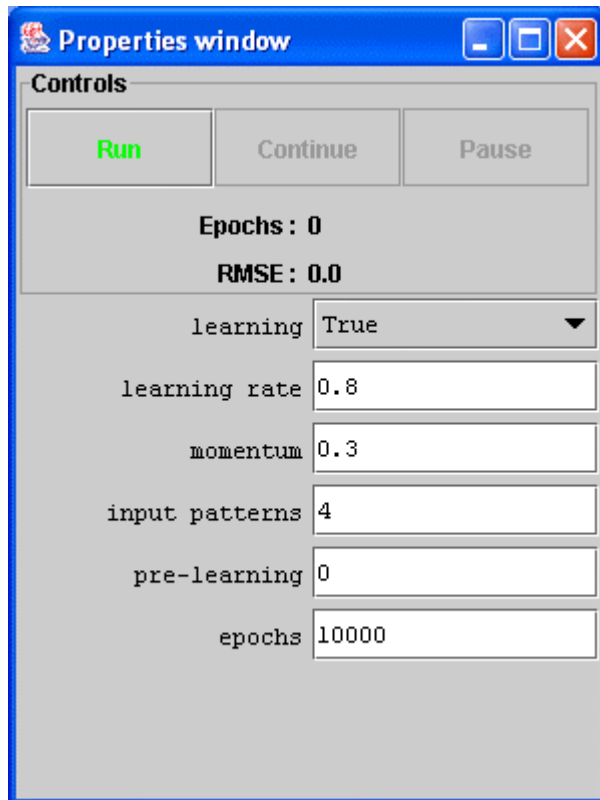 Properties window
Controls
Run Continue Pause
Epochs : 0
RMSE : 0.0
learning True
learning rate 0.8
momentum 0.3
input patterns 4
pre-learning 0
epochs 10000